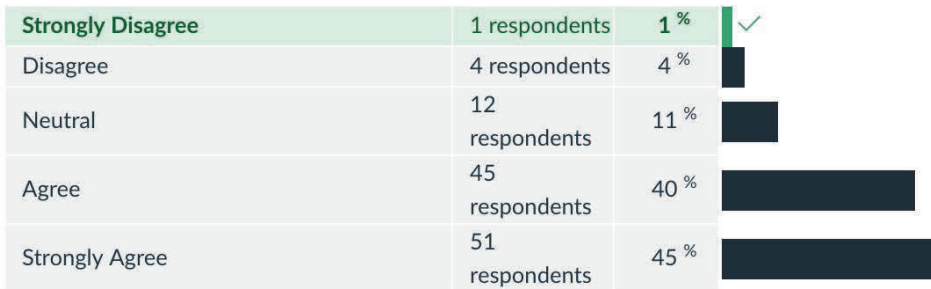 Strongly Disagree 1 respondents 1 %
Disagree 4 respondents 4 %
Neutral 12 respondents 11 %
Agree 45 respondents 40 %
Strongly Agree 51 respondents 45 %